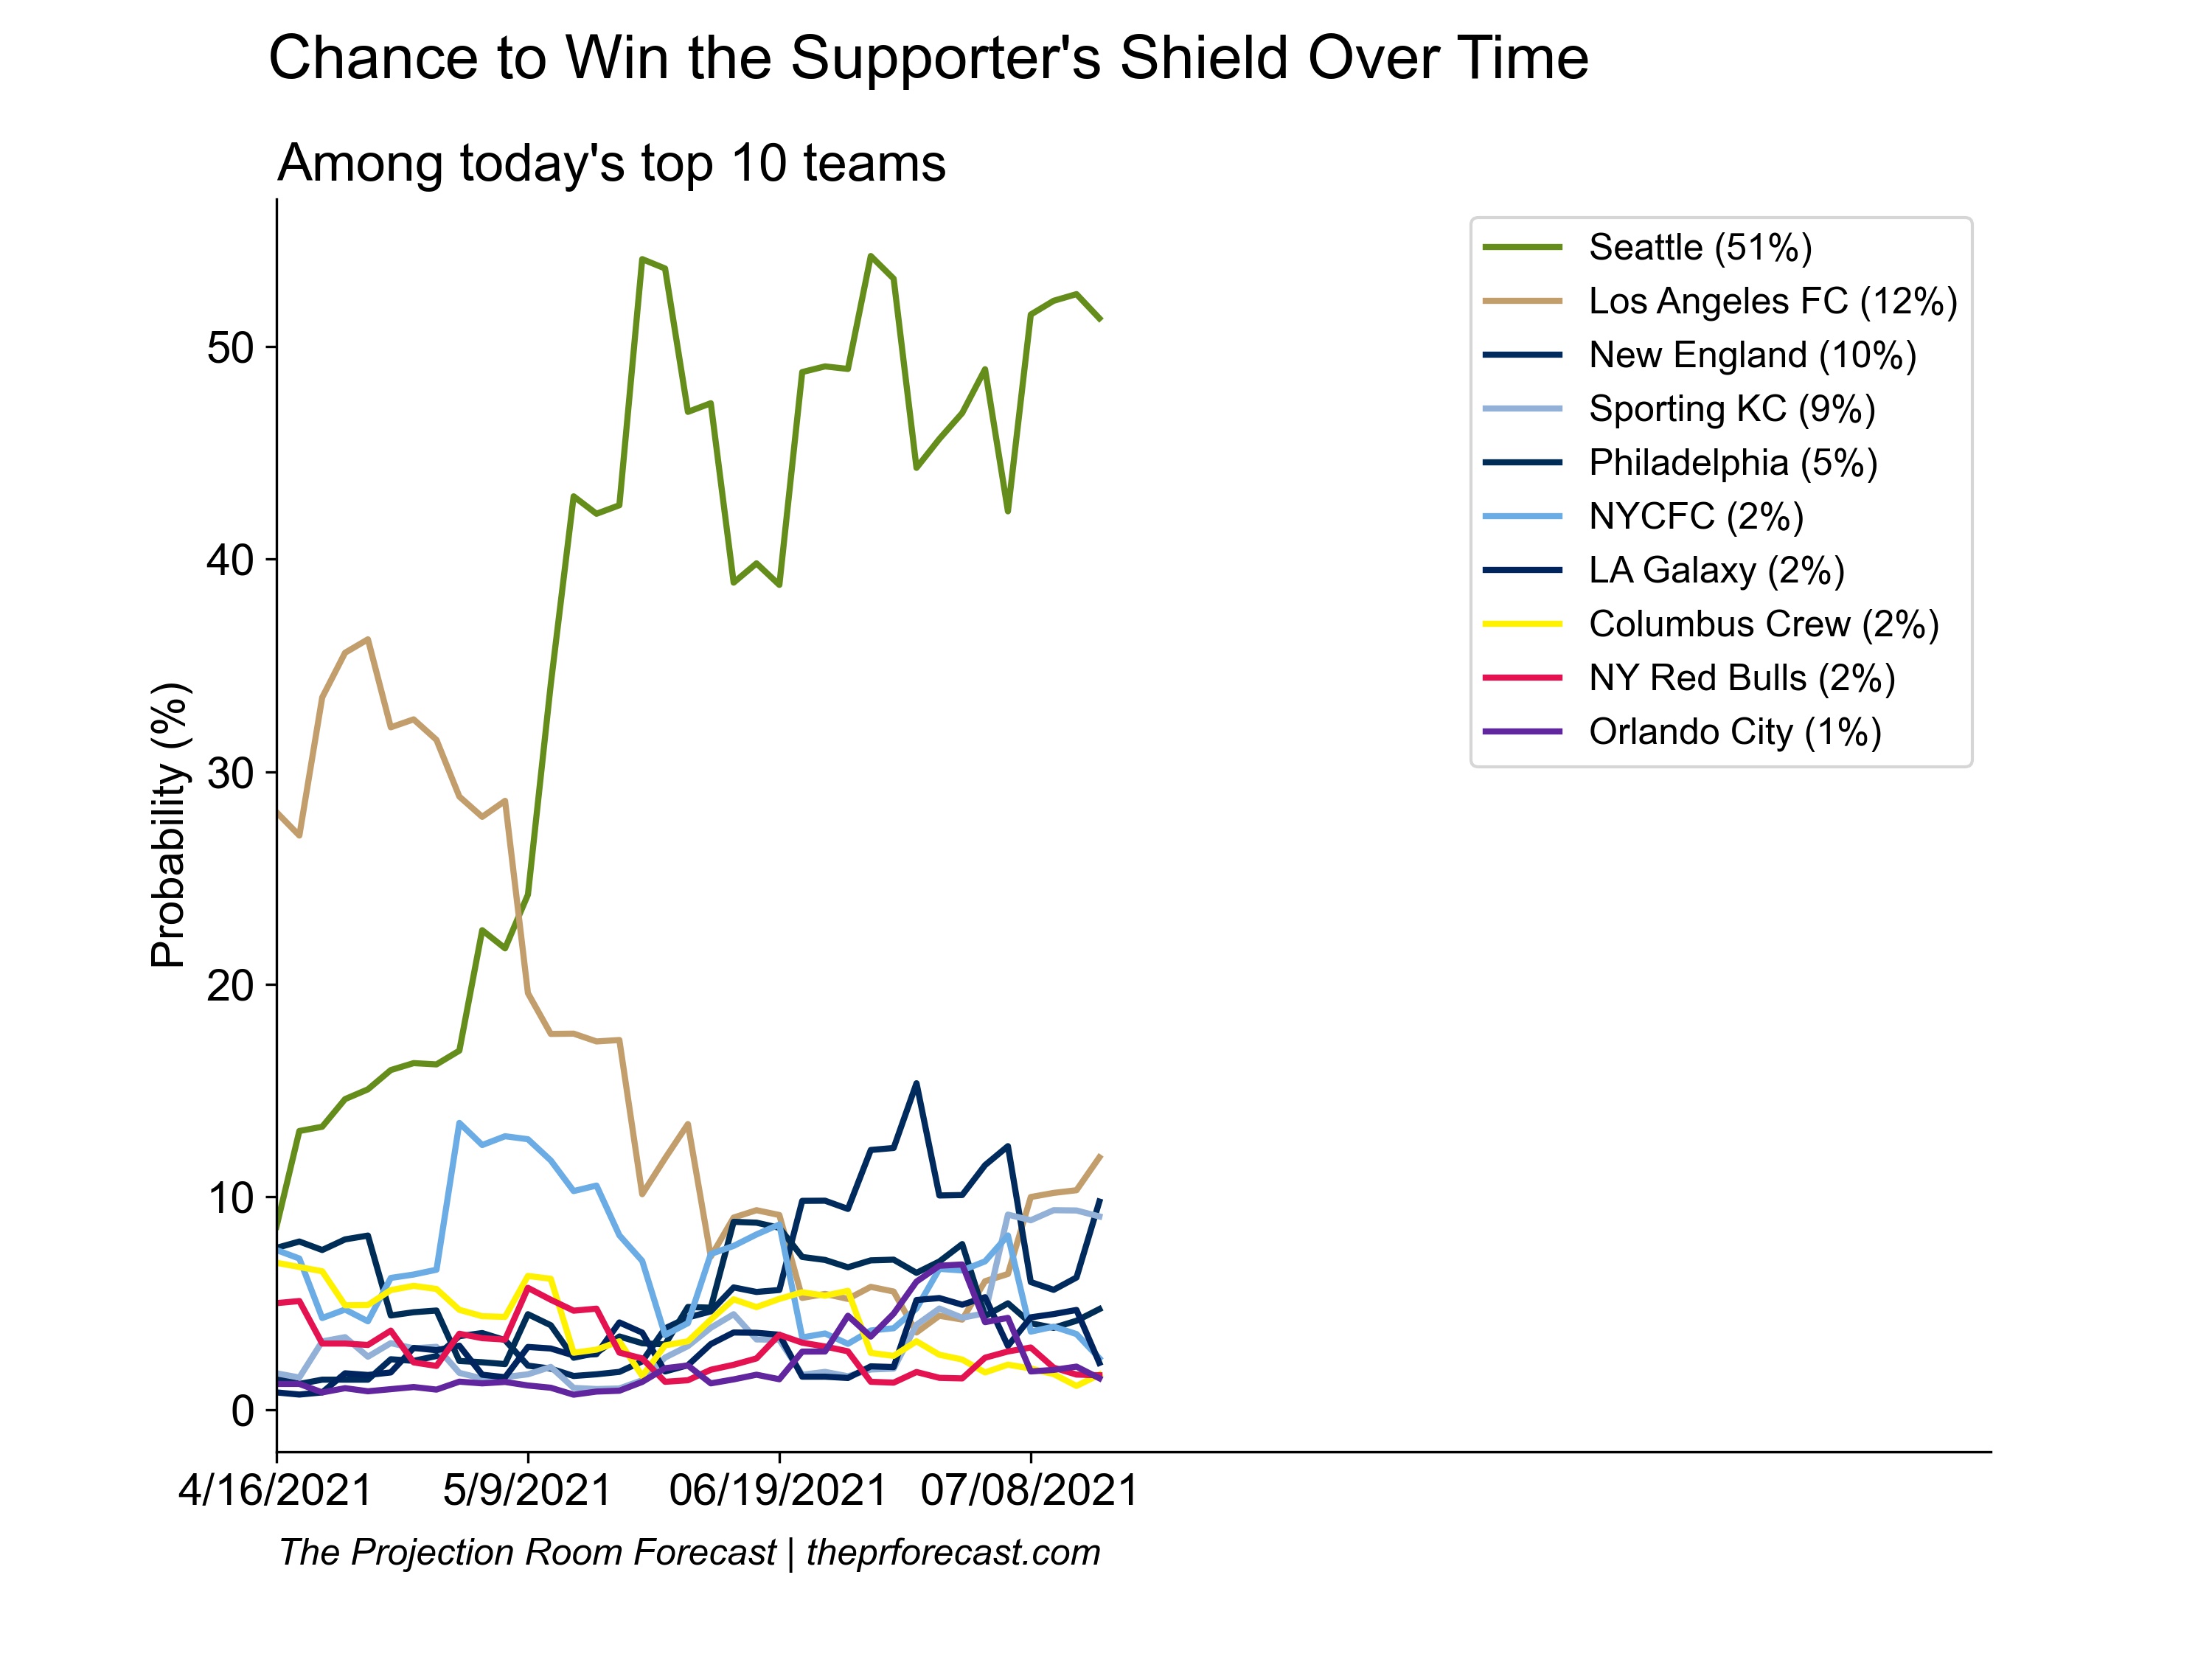 Chance to Win the Supporter's Shield Over Time
Among today's top 10 teams
Seattle (51%)
Los Angeles FC (12%)
New England (10%)
Sporting KC (9%)
Philadelphia (5%)
NYCFC (2%)
LA Galaxy (2%)
Columbus Crew (2%)
NY Red Bulls (2%)
Orlando City (1%)
Probability (%)
50
40
30
20
10
0
4/16/2021 5/9/2021 06/19/2021 07/08/2021
The Projection Room Forecast | theprforecast.com